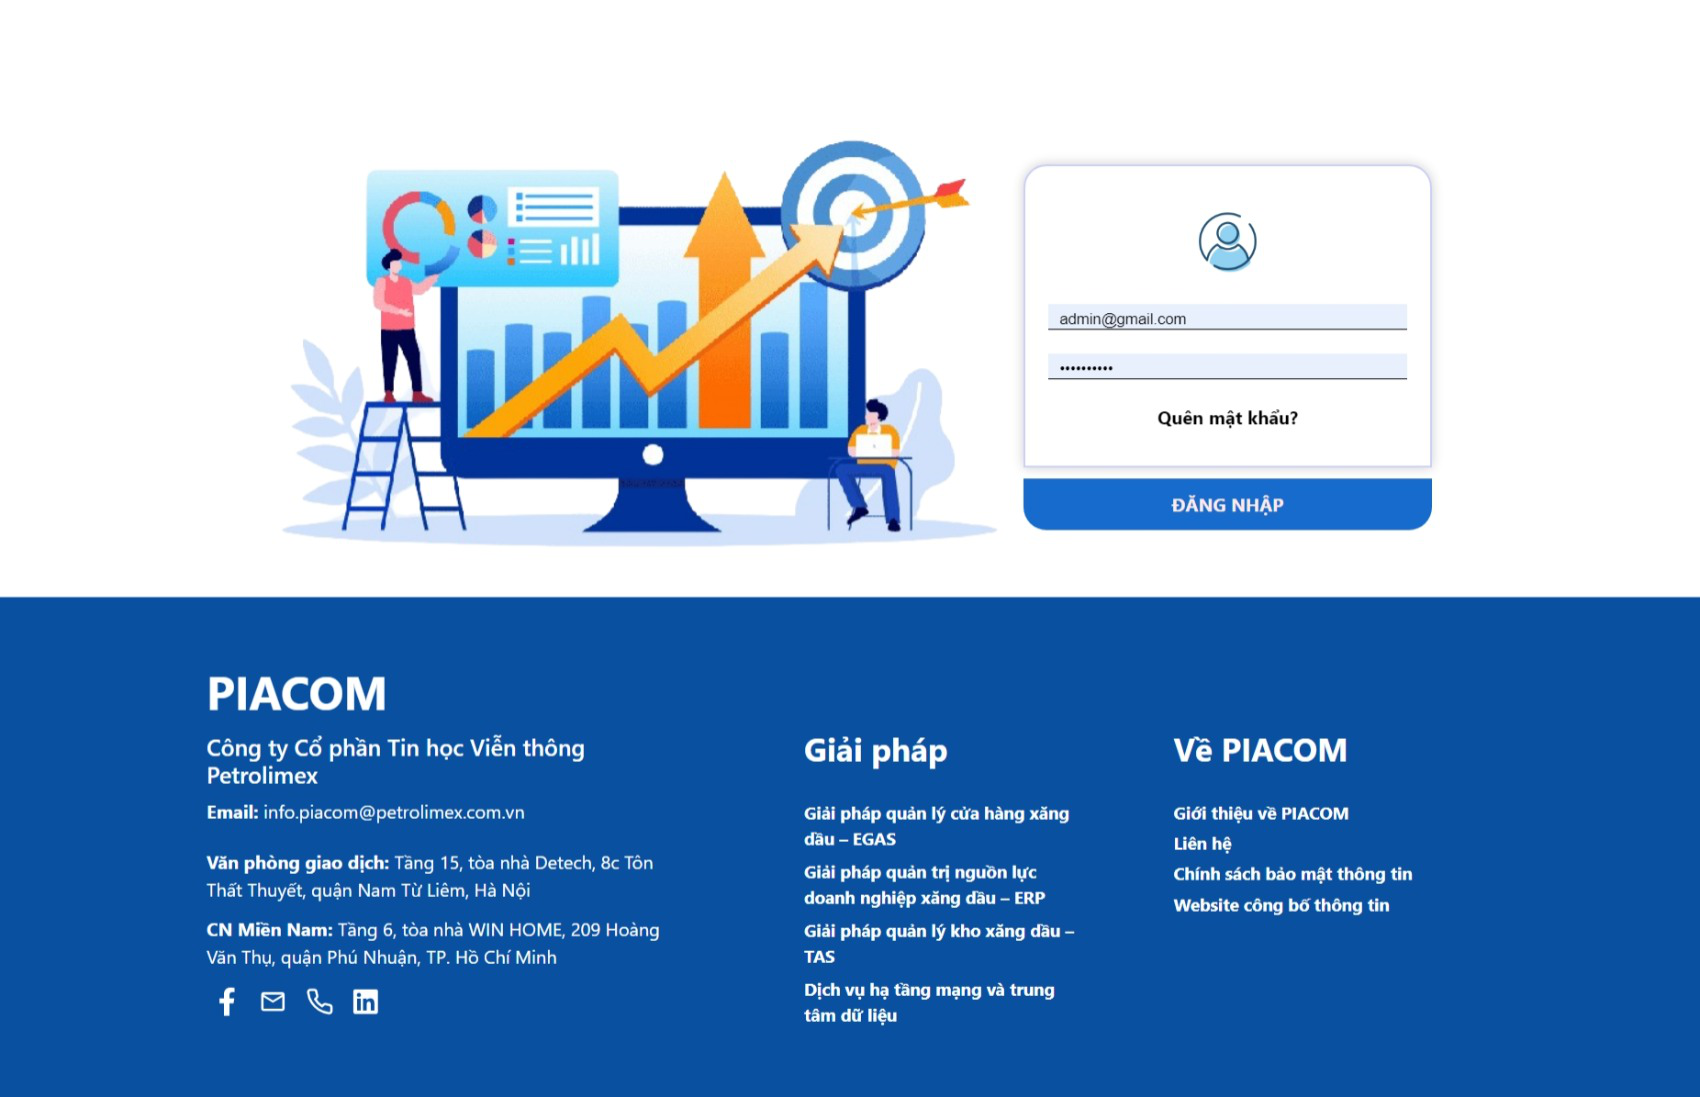 admin@gmail.com
••••••••••
Quên mật khẩu?
ĐĂNG NHẬP
PIACOM
Công ty Cổ phần Tin học Viễn thông
Petrolimex
Email: info.piacom@petrolimex.com.vn
Văn phòng giao dịch: Tầng 15, tòa nhà Detech, 8c Tôn
Thất Thuyết, quận Nam Từ Liêm, Hà Nội
CN Miền Nam: Tầng 6, tòa nhà WIN HOME, 209 Hoàng
Văn Thụ, quận Phú Nhuận, TP. Hồ Chí Minh
Giải pháp
Giải pháp quản lý cửa hàng xăng
dầu – EGAS
Giải pháp quản trị nguồn lực
doanh nghiệp xăng dầu – ERP
Giải pháp quản lý kho xăng dầu –
TAS
Dịch vụ hạ tầng mạng và trung
tâm dữ liệu
Về PIACOM
Giới thiệu về PIACOM
Liên hệ
Chính sách bảo mật thông tin
Website công bố thông tin